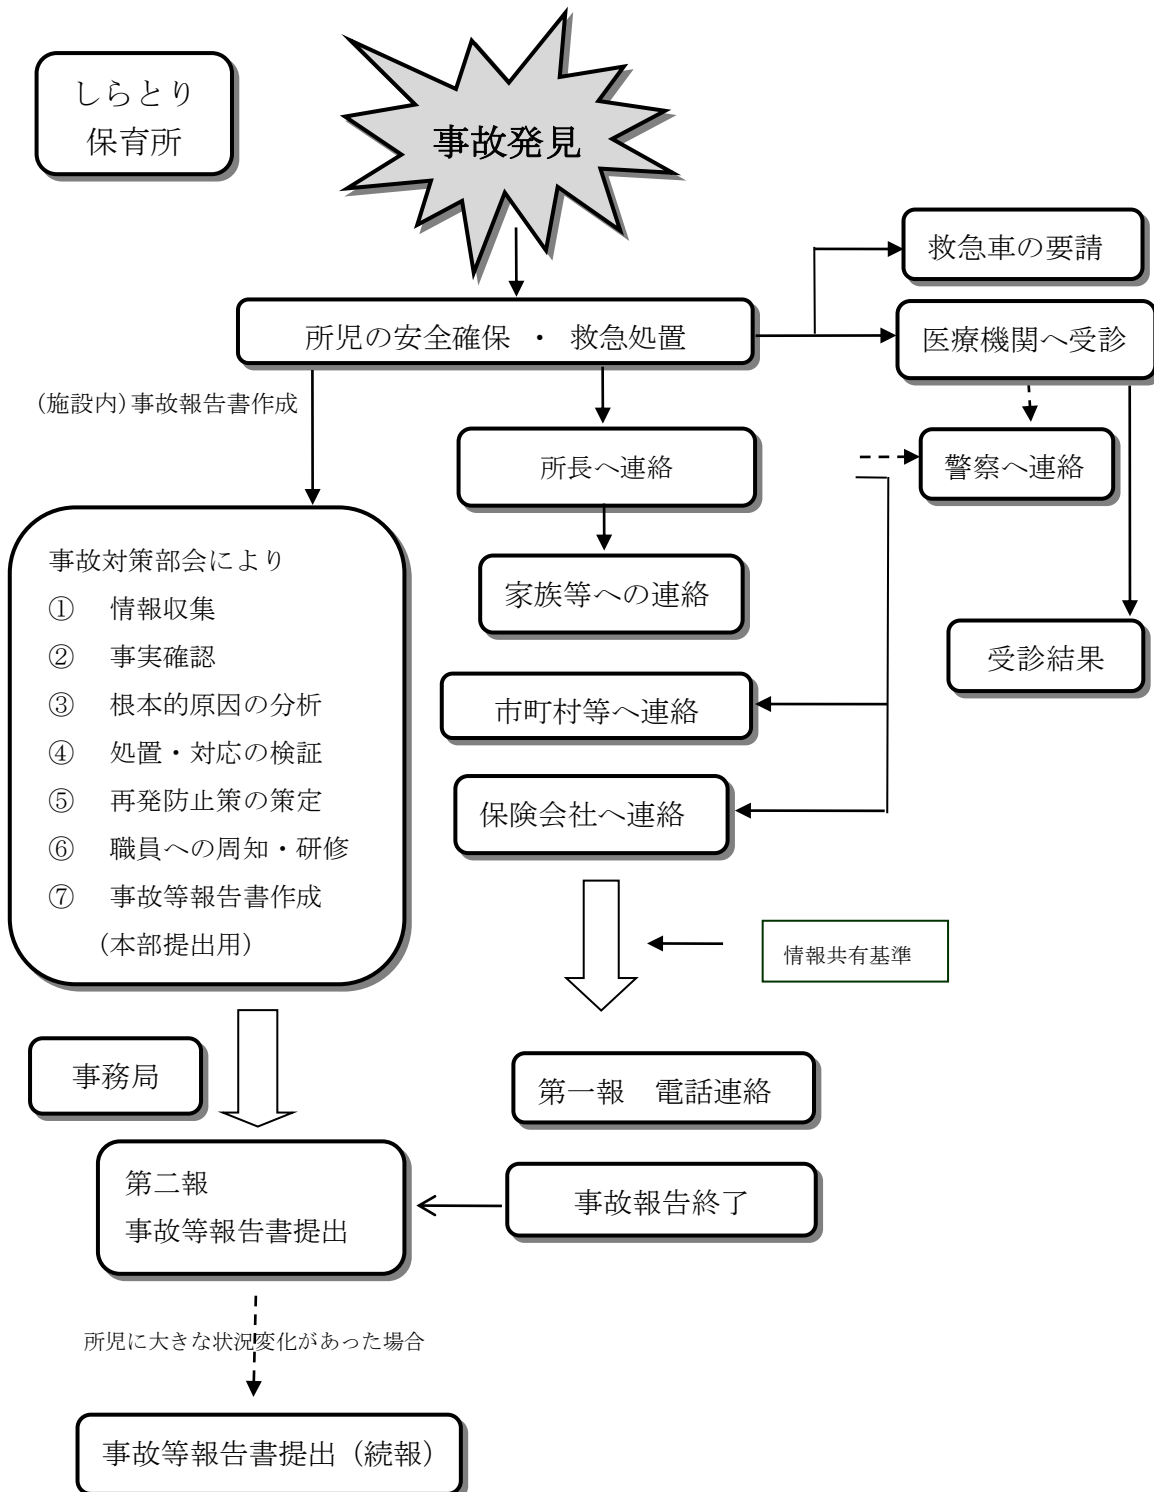 しらとり
保育所
事故発見
救急車の要請
所児の安全確保 ・ 救急処置
医療機関へ受診
(施設内)事故報告書作成
所長へ連絡
警察へ連絡
事故対策部会により
① 情報収集
② 事実確認
③ 根本的原因の分析
④ 処置・対応の検証
⑤ 再発防止策の策定
⑥ 職員への周知・研修
⑦ 事故等報告書作成
(本部提出用)
家族等への連絡
受診結果
市町村等へ連絡
保険会社へ連絡
情報共有基準
事務局
第一報 電話連絡
第二報
事故等報告書提出
事故報告終了
所児に大きな状況変化があった場合
事故等報告書提出(続報)